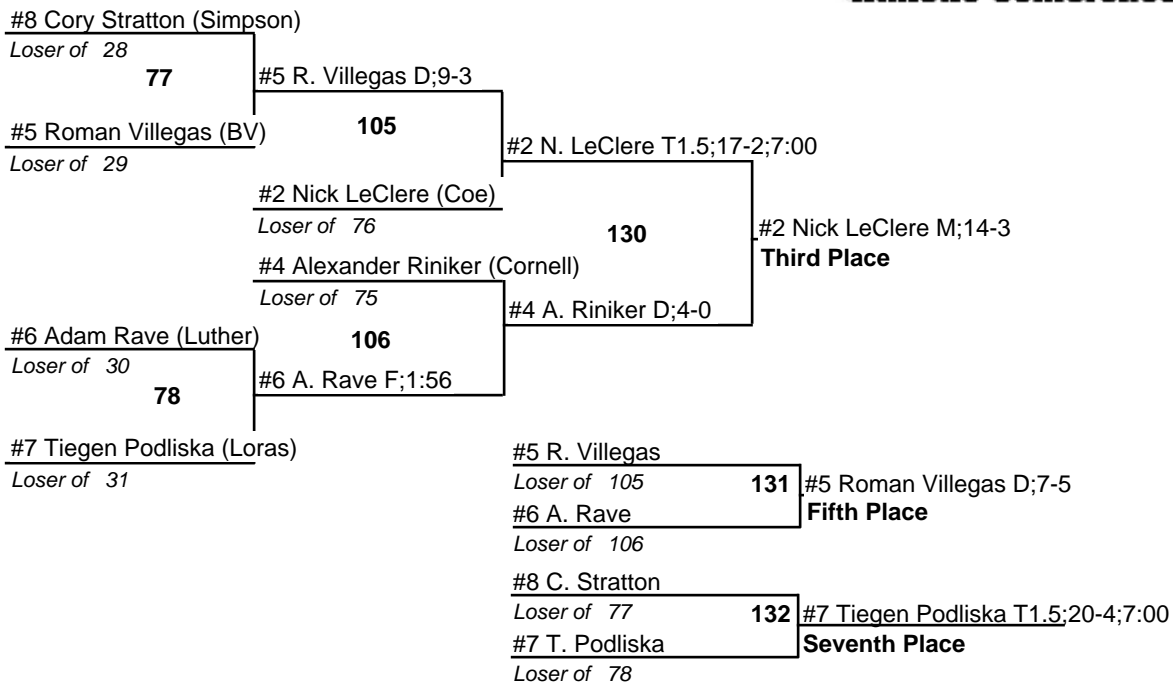 #8 Cory Stratton (Simpson)
Loser of 28
77
#5 R. Villegas D;9-3
#5 Roman Villegas (BV)
Loser of 29
105
#2 N. LeClere T1.5;17-2;7:00
#2 Nick LeClere (Coe)
Loser of 76
130
#2 Nick LeClere M;14-3
Third Place
#4 Alexander Riniker (Cornell)
Loser of 75
#4 A. Riniker D;4-0
#6 Adam Rave (Luther)
Loser of 30
106
78
#6 A. Rave F;1:56
#7 Tiegen Podliska (Loras)
Loser of 31
#5 R. Villegas
Loser of 105
131
#5 Roman Villegas D;7-5
#6 A. Rave
Fifth Place
Loser of 106
#8 C. Stratton
Loser of 77
132
#7 Tiegen Podliska T1.5;20-4;7:00
#7 T. Podliska
Seventh Place
Loser of 78